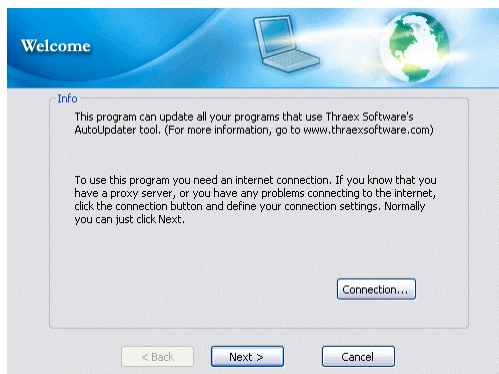 Welcome
Info
This program can update all your programs that use Thraex Software's
AutoUpdater tool. (For more information, go to www.thraexsoftware.com)
To use this program you need an internet connection. If you know that you
have a proxy server, or you have any problems connecting to the internet,
click the connection button and define your connection settings. Normally
you can just click Next.
Connection...
< Back
Next >
Cancel